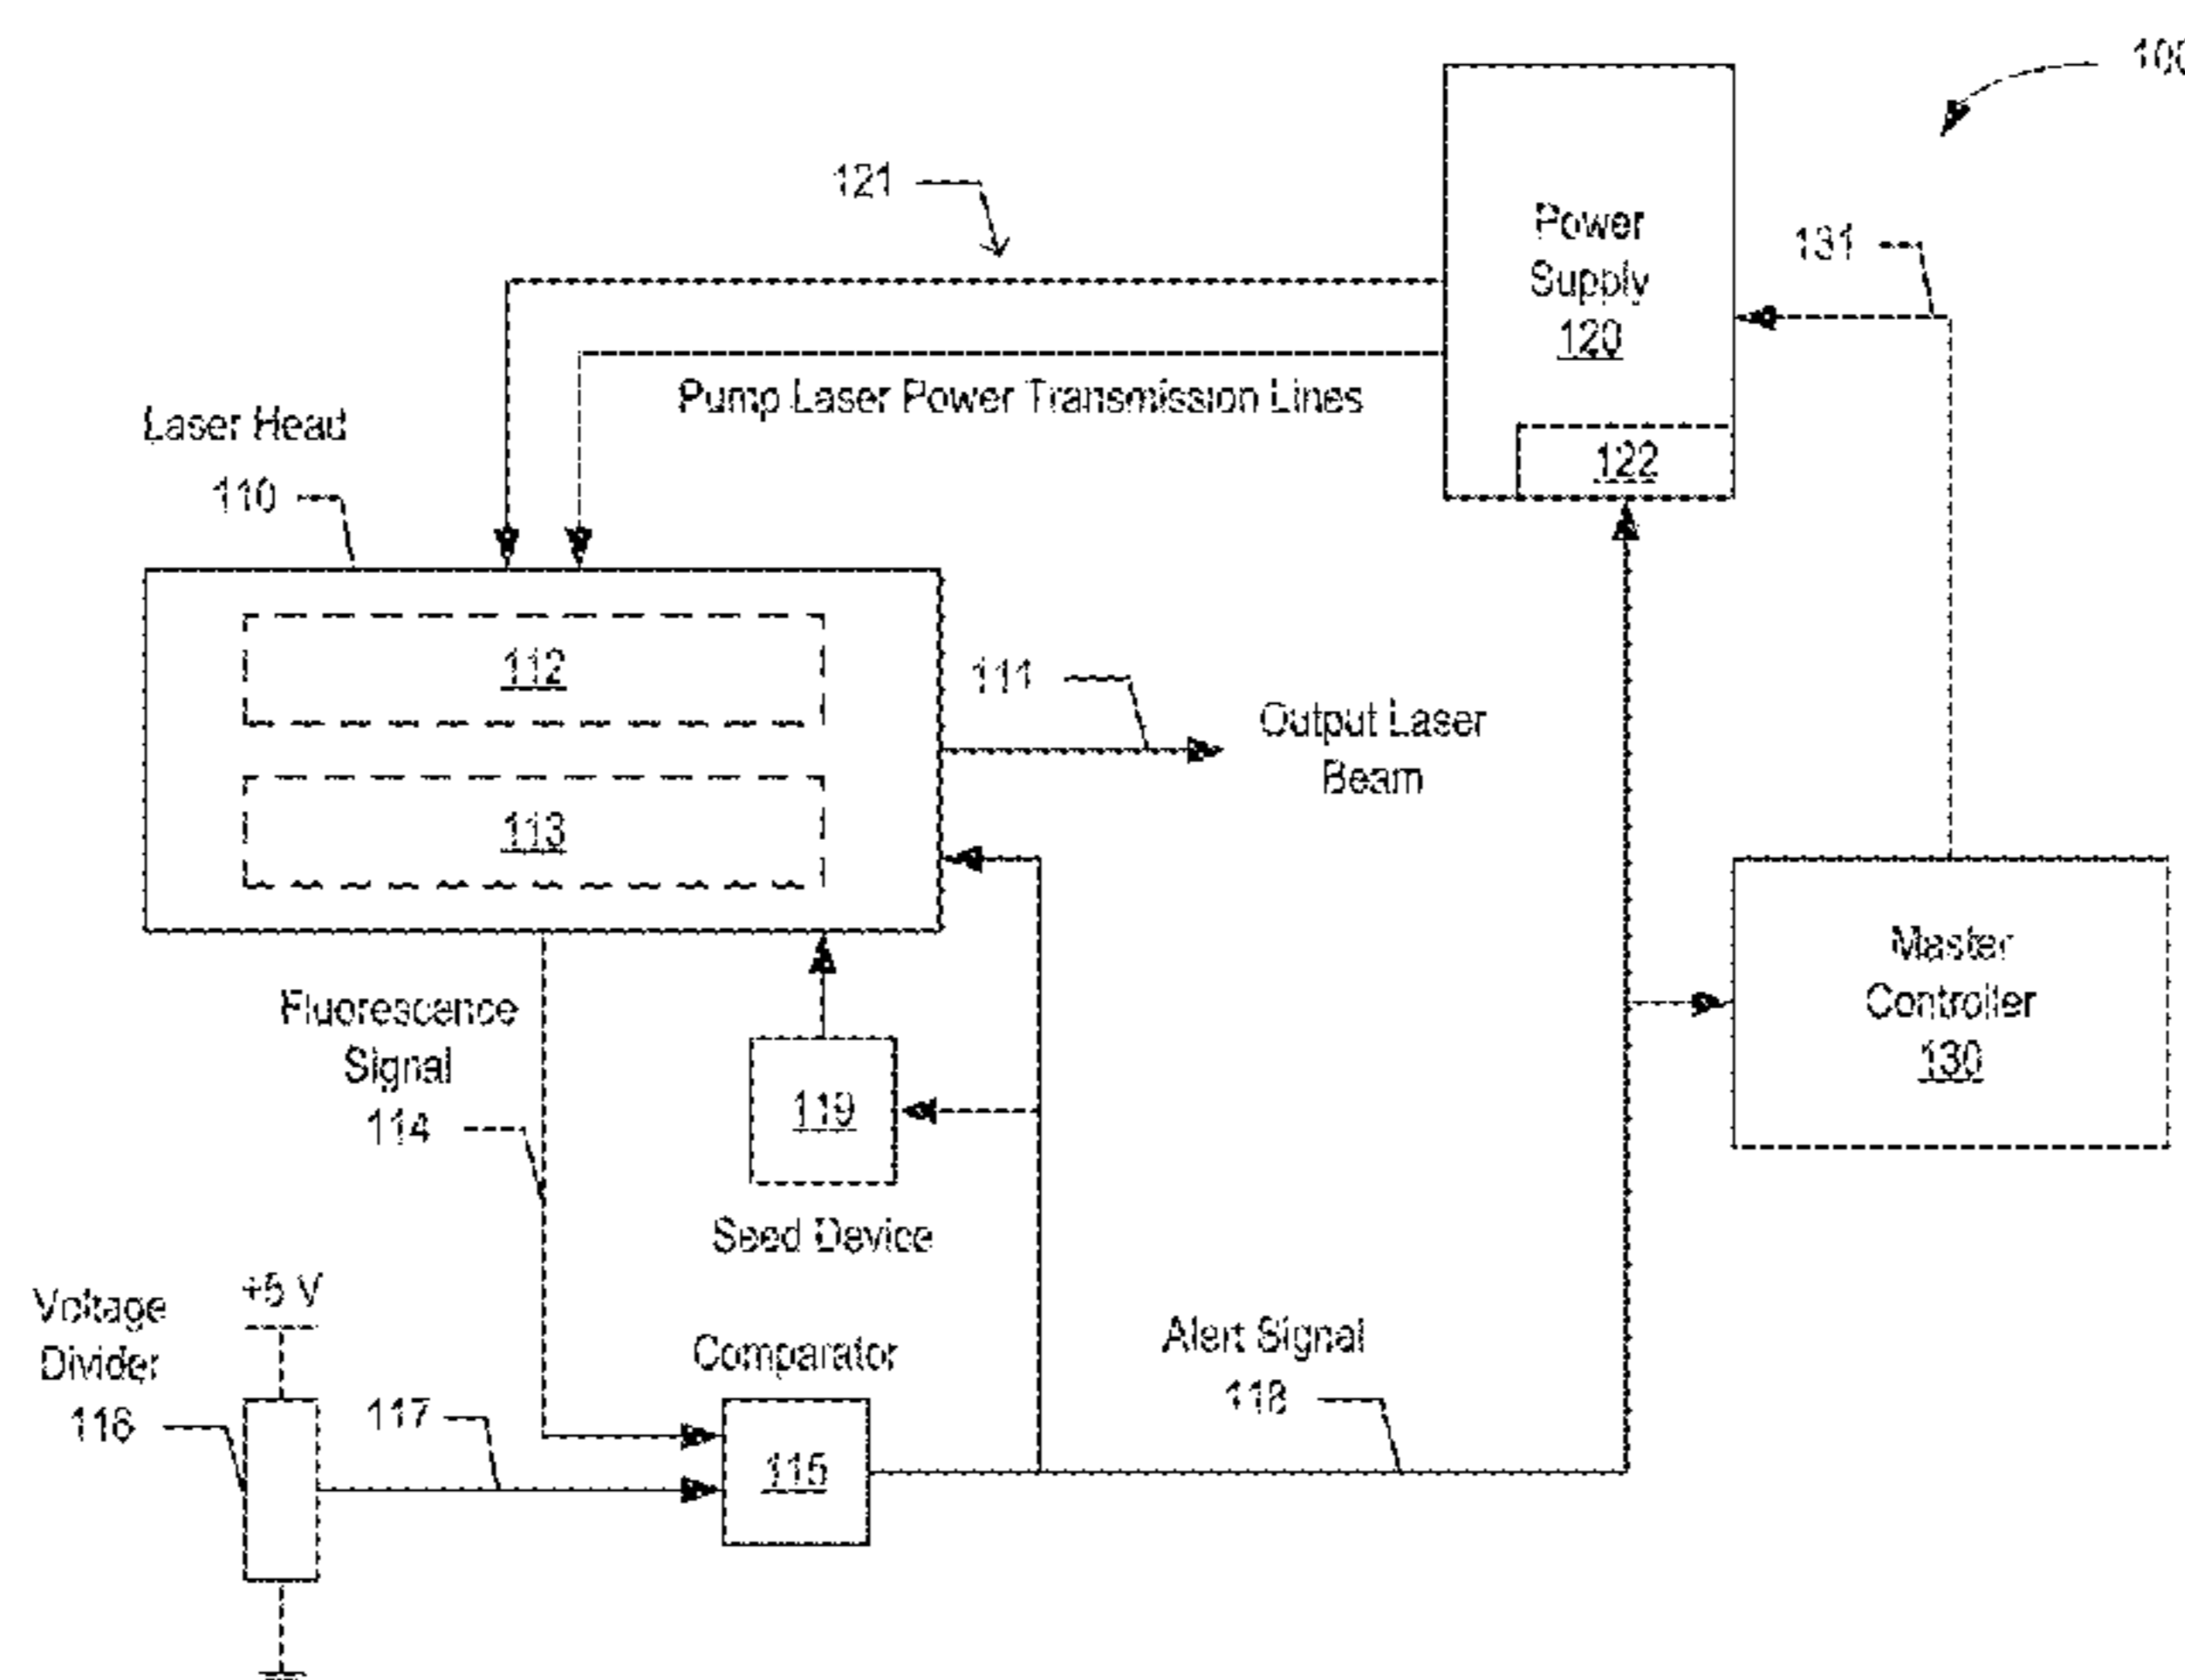 100
121
Power
Supply
120
131
Pump Laser Power Transmission Lines
122
Laser Head
110
112
111
Output Laser
Beam
113
Master
Controller
130
Fluorescence
Signal
114
119
Seed Device
Voltage
Divider
116
+5 V
117
Comparator
115
Alert Signal
118